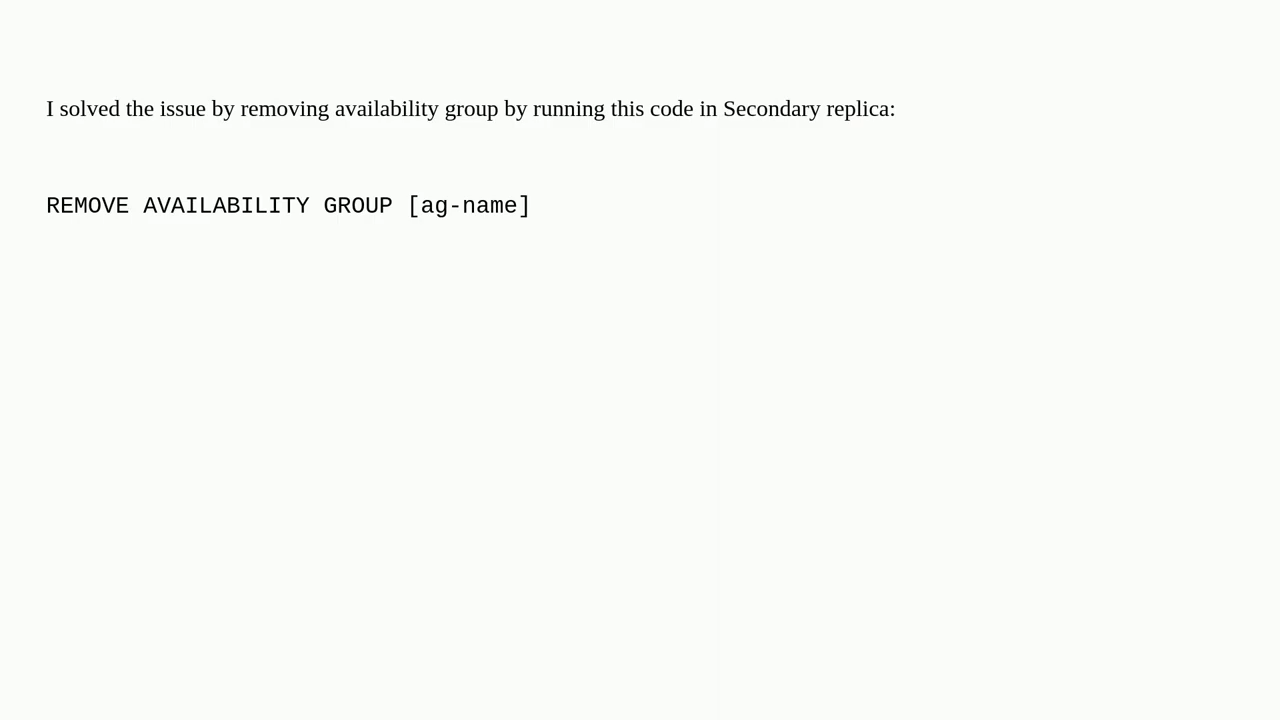 I solved the issue by removing availability group by running this code in Secondary replica:
REMOVE AVAILABILITY GROUP [ag-name]